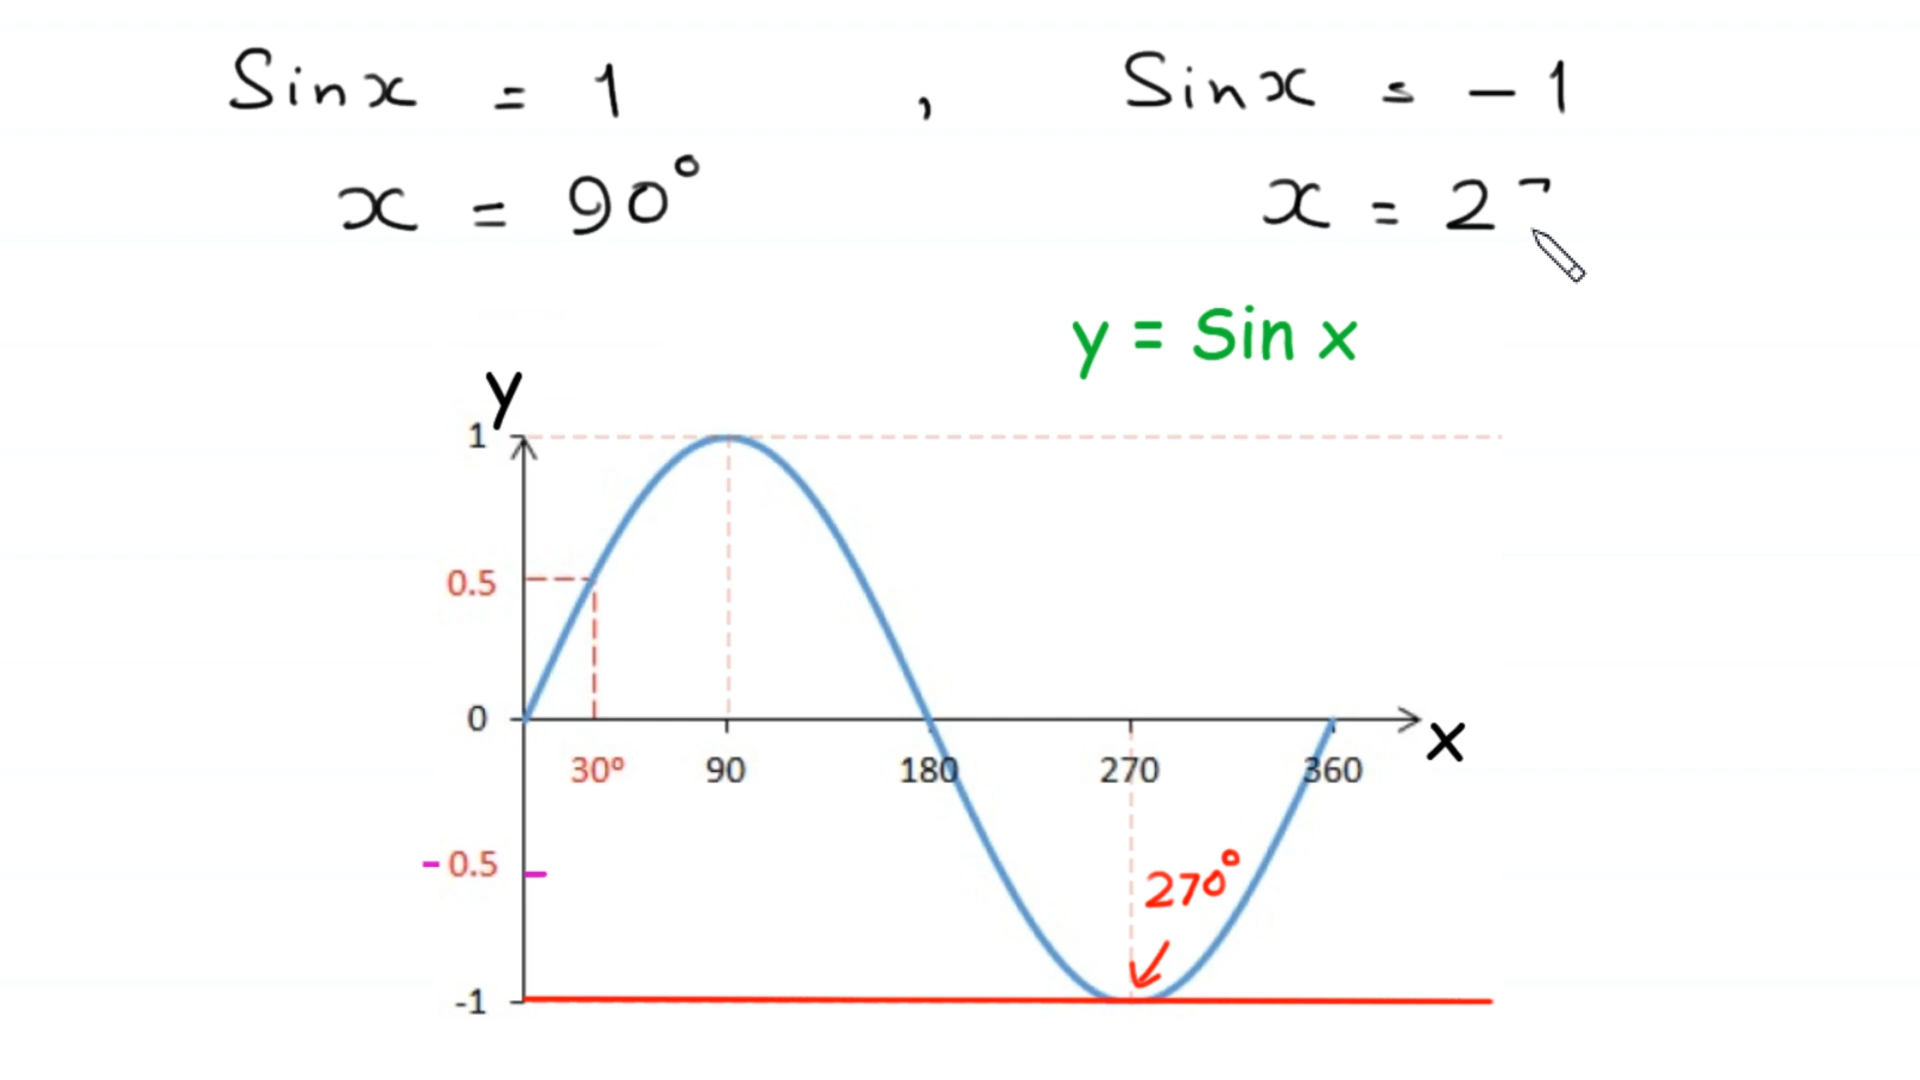 Sinx = 1 , Sinx = -1
x = 90° x = 2
y = Sin x
y
1
0.5
0
x
30º 90 180 270 360
- 0.5
270°
-1